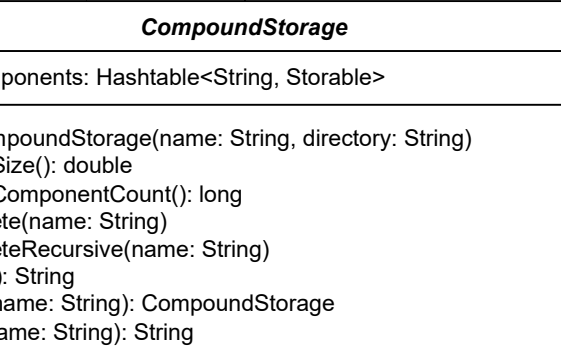 CompoundStorage
ponents: Hashtable<String, Storable>
mpoundStorage(name: String, directory: String)
Size(): double
ComponentCount(): long
ete(name: String)
eteRecursive(name: String)
): String
name: String): CompoundStorage
ame: String): String